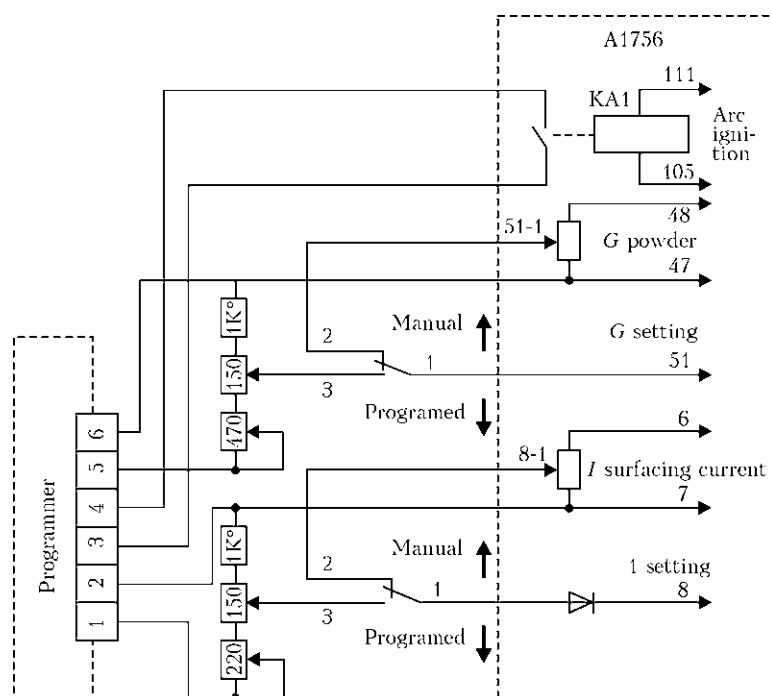 A1756
111
KA1
Arc
igni-
tion
105
48
51-1
G powder
47
1K°
2
Manual
G setting
150
1
51
3
Programed
470
6
6
5
8-1
I surfacing current
4
7
3
1K°
Manual
2
2
1 setting
1
8
150
3
1
Programed
220
Programmer